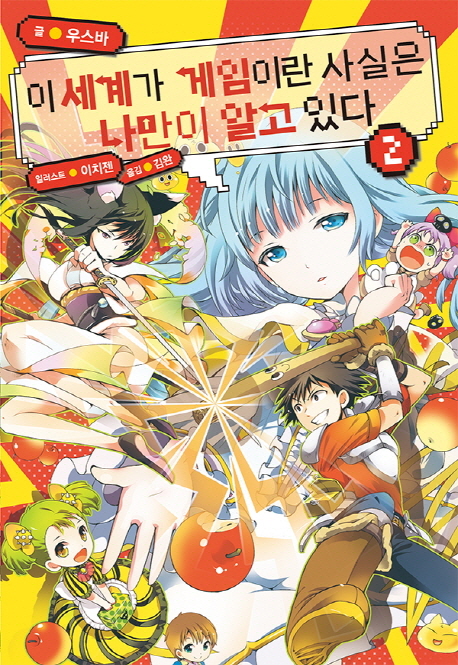 글 ● 우스바
이 세계가 게임이란 사실은
나만이 알고 있다
2
일러스트 ● 이치젠 옮김 ● 김완